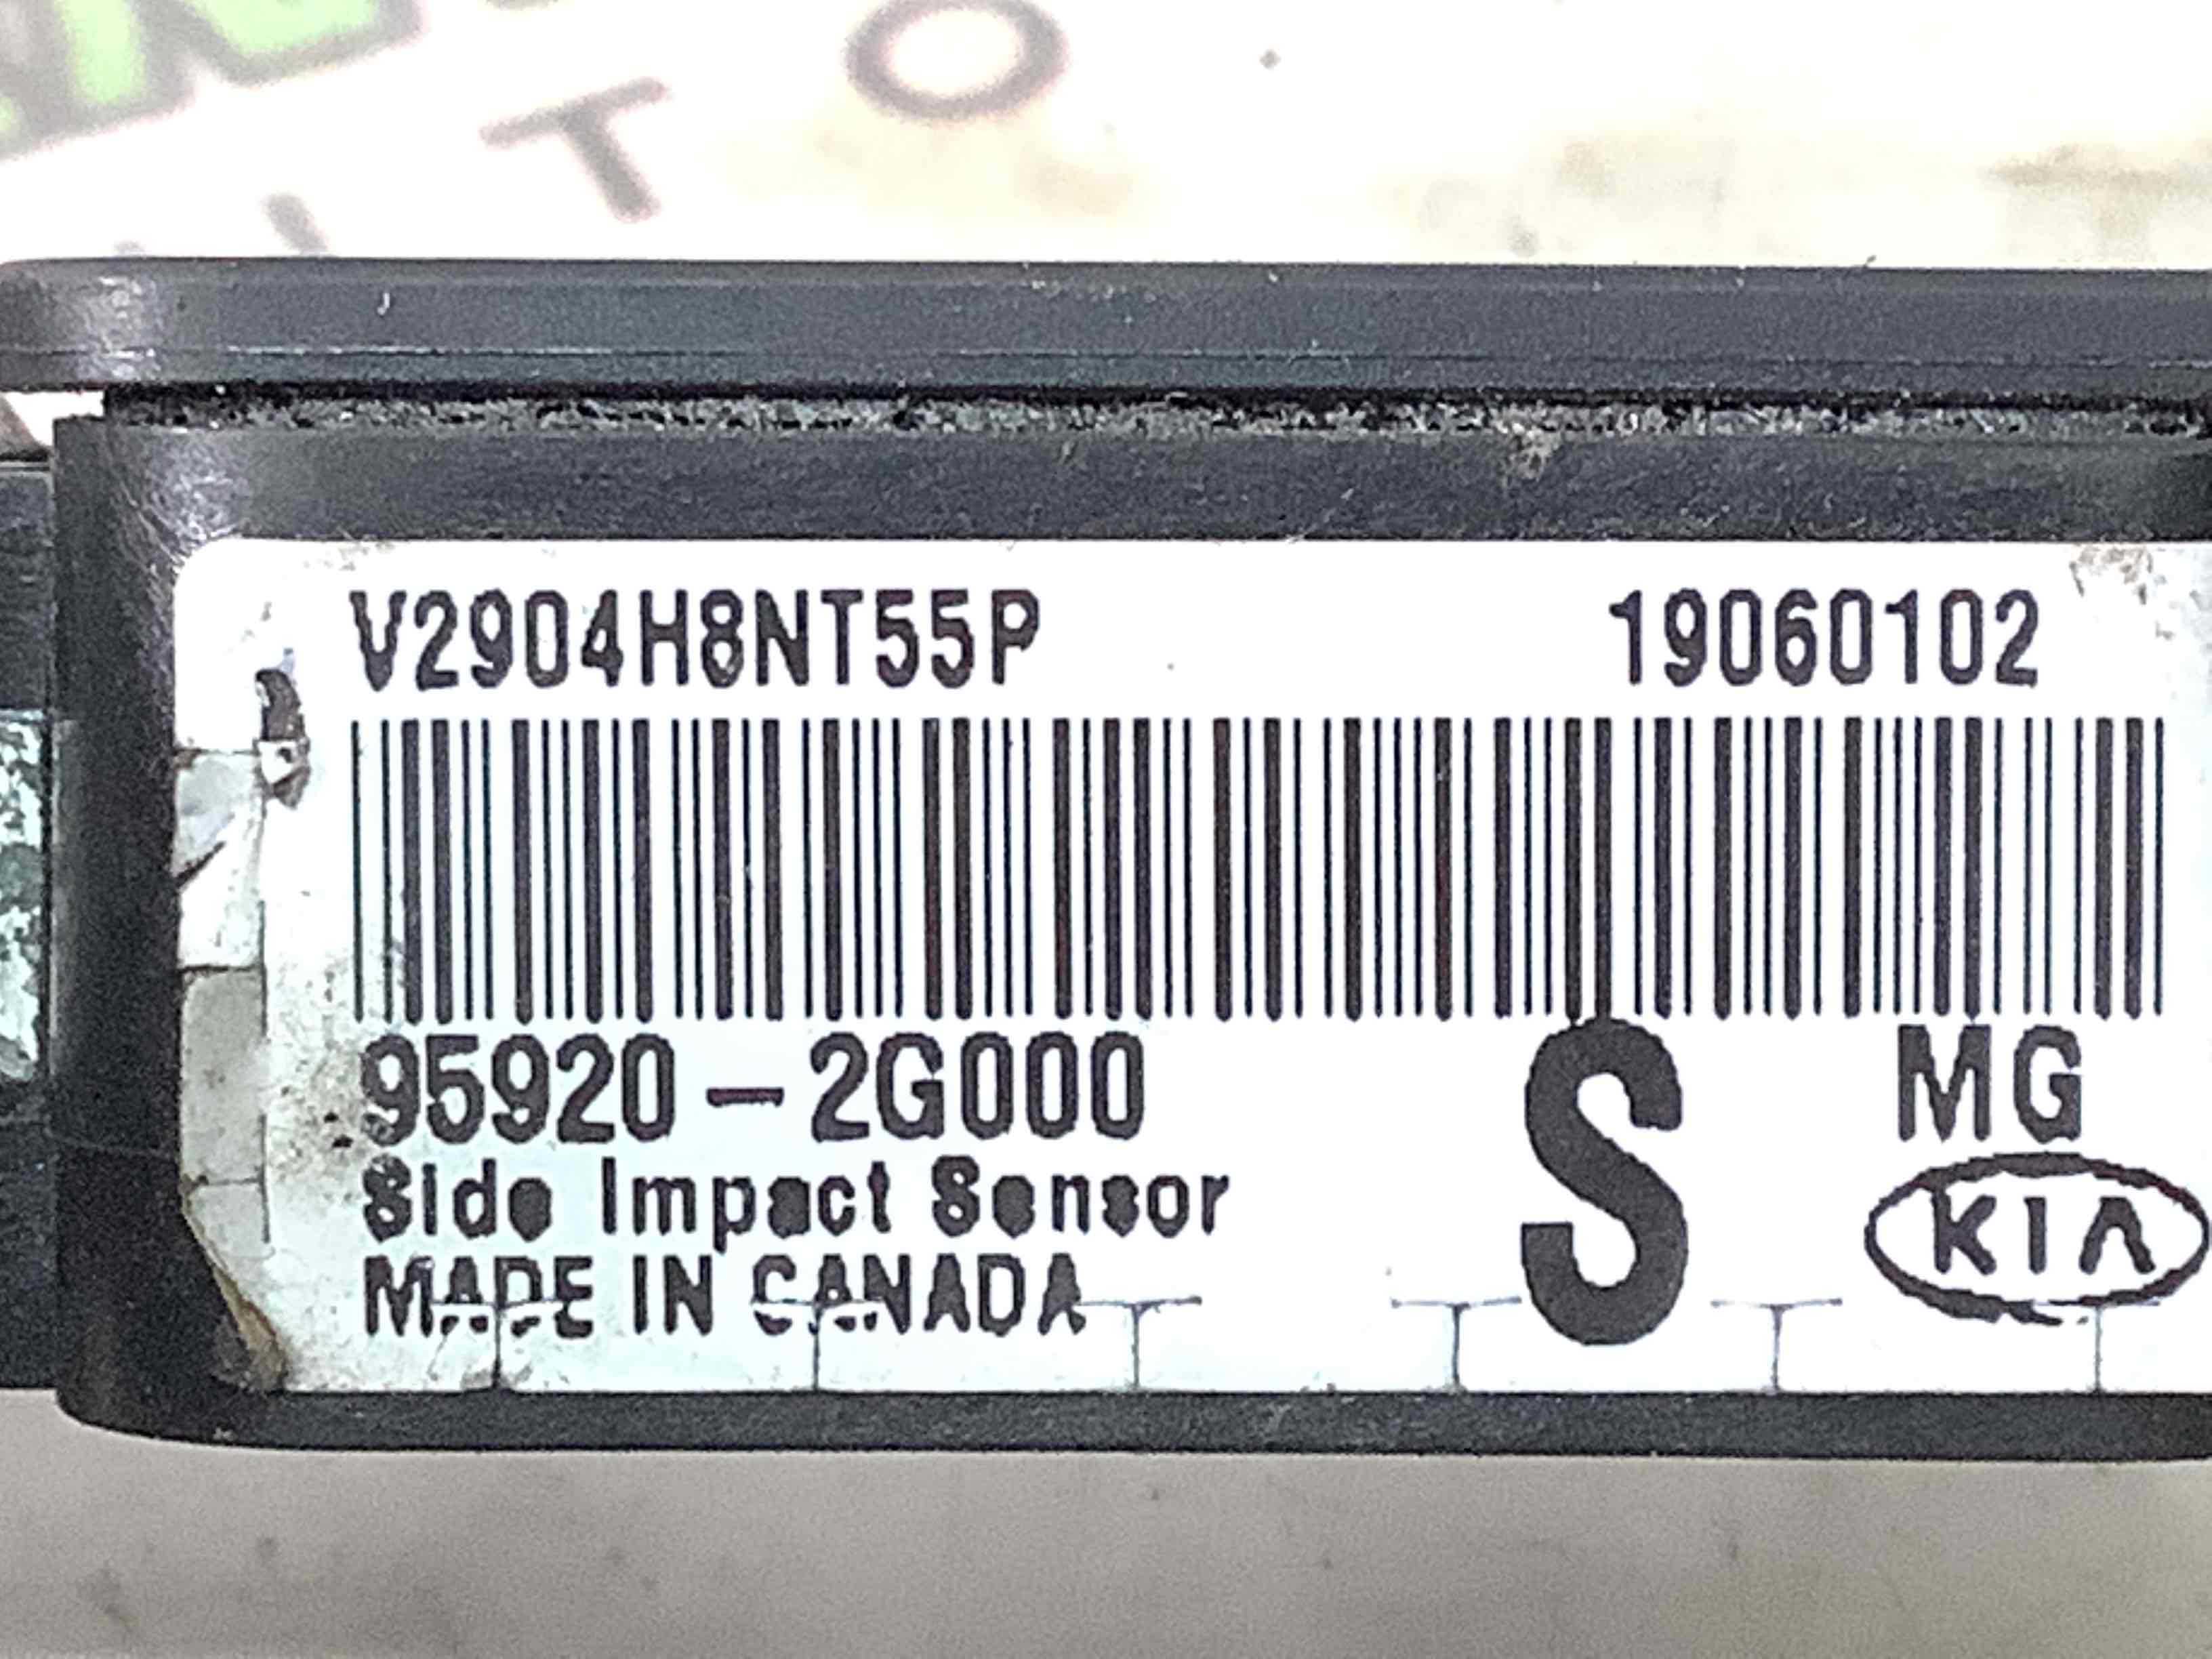 T O
V2904H8NT55P 19060102
95920-2G000 S MG
Side Impact Sensor KIA
MADE IN CANADA